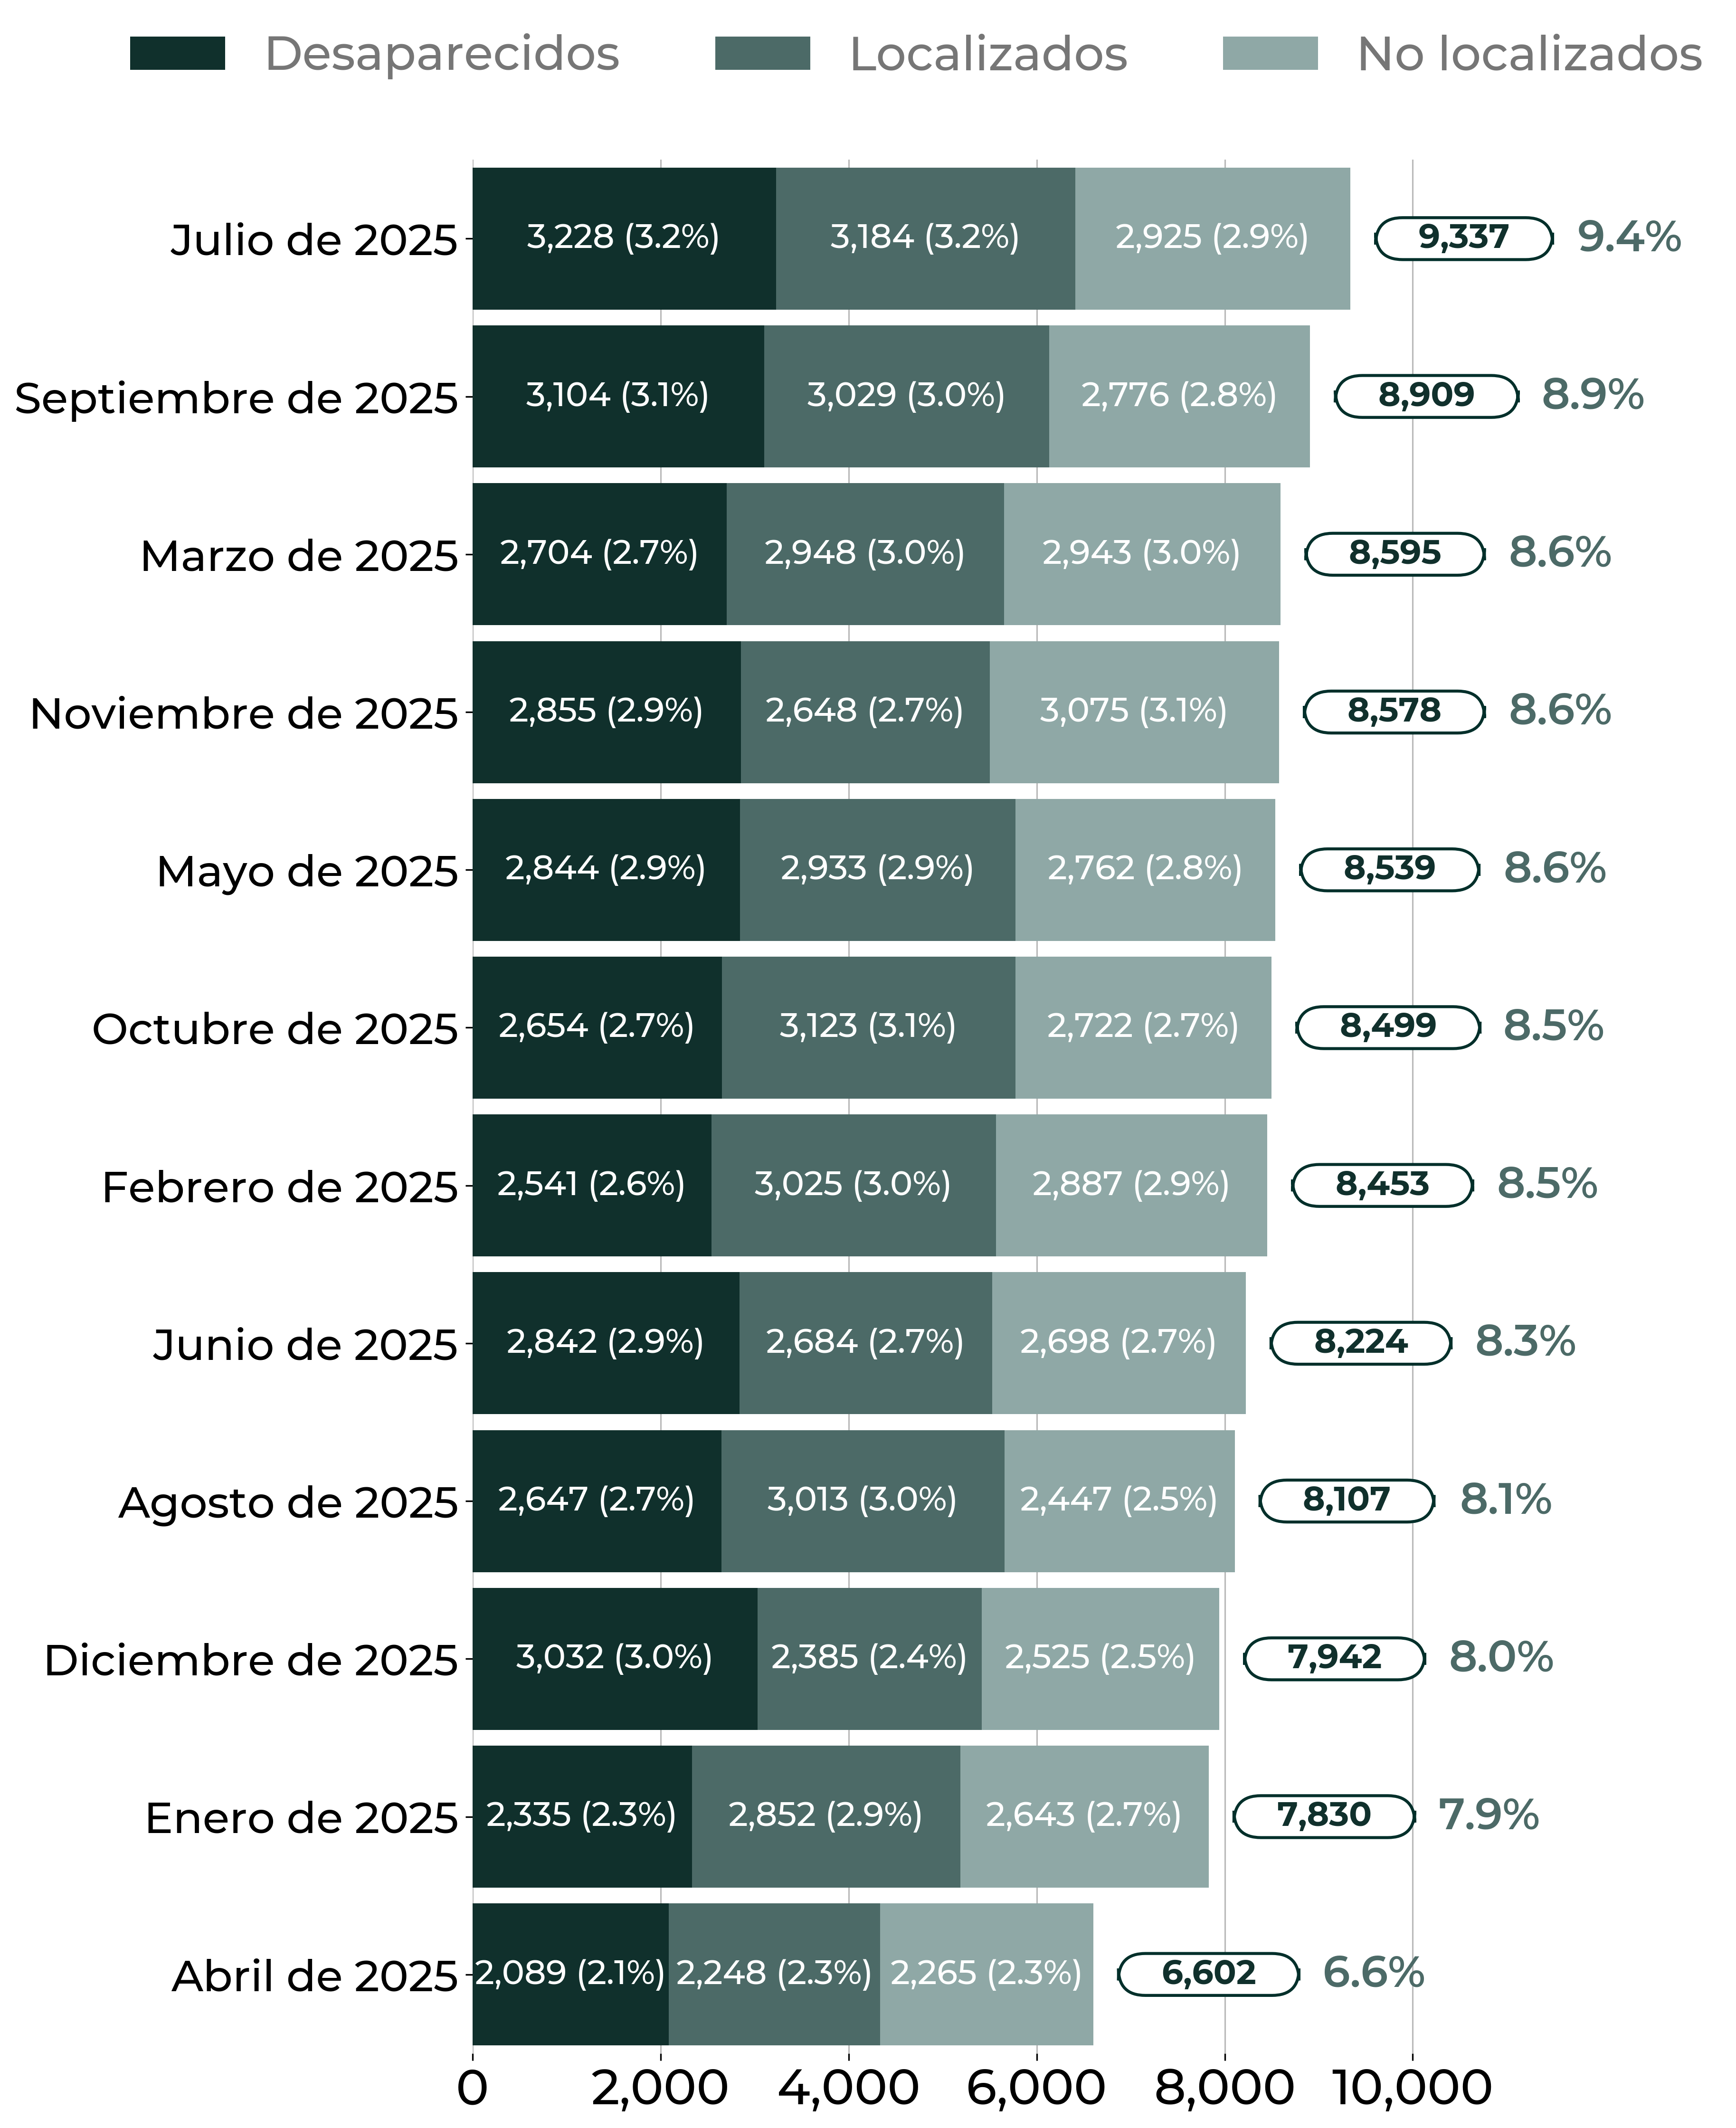 Desaparecidos Localizados No localizados
Julio de 2025 3,228 (3.2%) 3,184 (3.2%) 2,925 (2.9%) 9,337 9.4%
Septiembre de 2025 3,104 (3.1%) 3,029 (3.0%) 2,776 (2.8%) 8,909 8.9%
Marzo de 2025 2,704 (2.7%) 2,948 (3.0%) 2,943 (3.0%) 8,595 8.6%
Noviembre de 2025 2,855 (2.9%) 2,648 (2.7%) 3,075 (3.1%) 8,578 8.6%
Mayo de 2025 2,844 (2.9%) 2,933 (2.9%) 2,762 (2.8%) 8,539 8.6%
Octubre de 2025 2,654 (2.7%) 3,123 (3.1%) 2,722 (2.7%) 8,499 8.5%
Febrero de 2025 2,541 (2.6%) 3,025 (3.0%) 2,887 (2.9%) 8,453 8.5%
Junio de 2025 2,842 (2.9%) 2,684 (2.7%) 2,698 (2.7%) 8,224 8.3%
Agosto de 2025 2,647 (2.7%) 3,013 (3.0%) 2,447 (2.5%) 8,107 8.1%
Diciembre de 2025 3,032 (3.0%) 2,385 (2.4%) 2,525 (2.5%) 7,942 8.0%
Enero de 2025 2,335 (2.3%) 2,852 (2.9%) 2,643 (2.7%) 7,830 7.9%
Abril de 2025 2,089 (2.1%) 2,248 (2.3%) 2,265 (2.3%) 6,602 6.6%
0 2,000 4,000 6,000 8,000 10,000